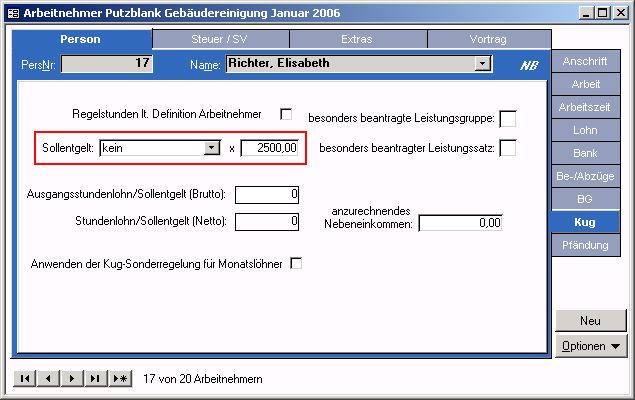 Arbeitnehmer Putzblank Gebäudereinigung Januar 2006
Person Steuer / SV Extras Vortrag
PersNr: 17 Name: Richter, Elisabeth NB
Anschrift
Arbeit
Arbeitszeit
Lohn
Bank
Be-/Abzüge
BG
Kug
Pfändung
Regelstunden lt. Definition Arbeitnehmer
besonders beantragte Leistungsgruppe:
Sollentgelt: kein x 2500,00
besonders beantragter Leistungssatz:
Ausgangsstundenlohn/Sollentgelt (Brutto): 0
Stundenlohn/Sollentgelt (Netto): 0
anzurechnendes
Nebeneinkommen: 0,00
Anwenden der Kug-Sonderregelung für Monatslöhner
Neu
Optionen
17 von 20 Arbeitnehmern